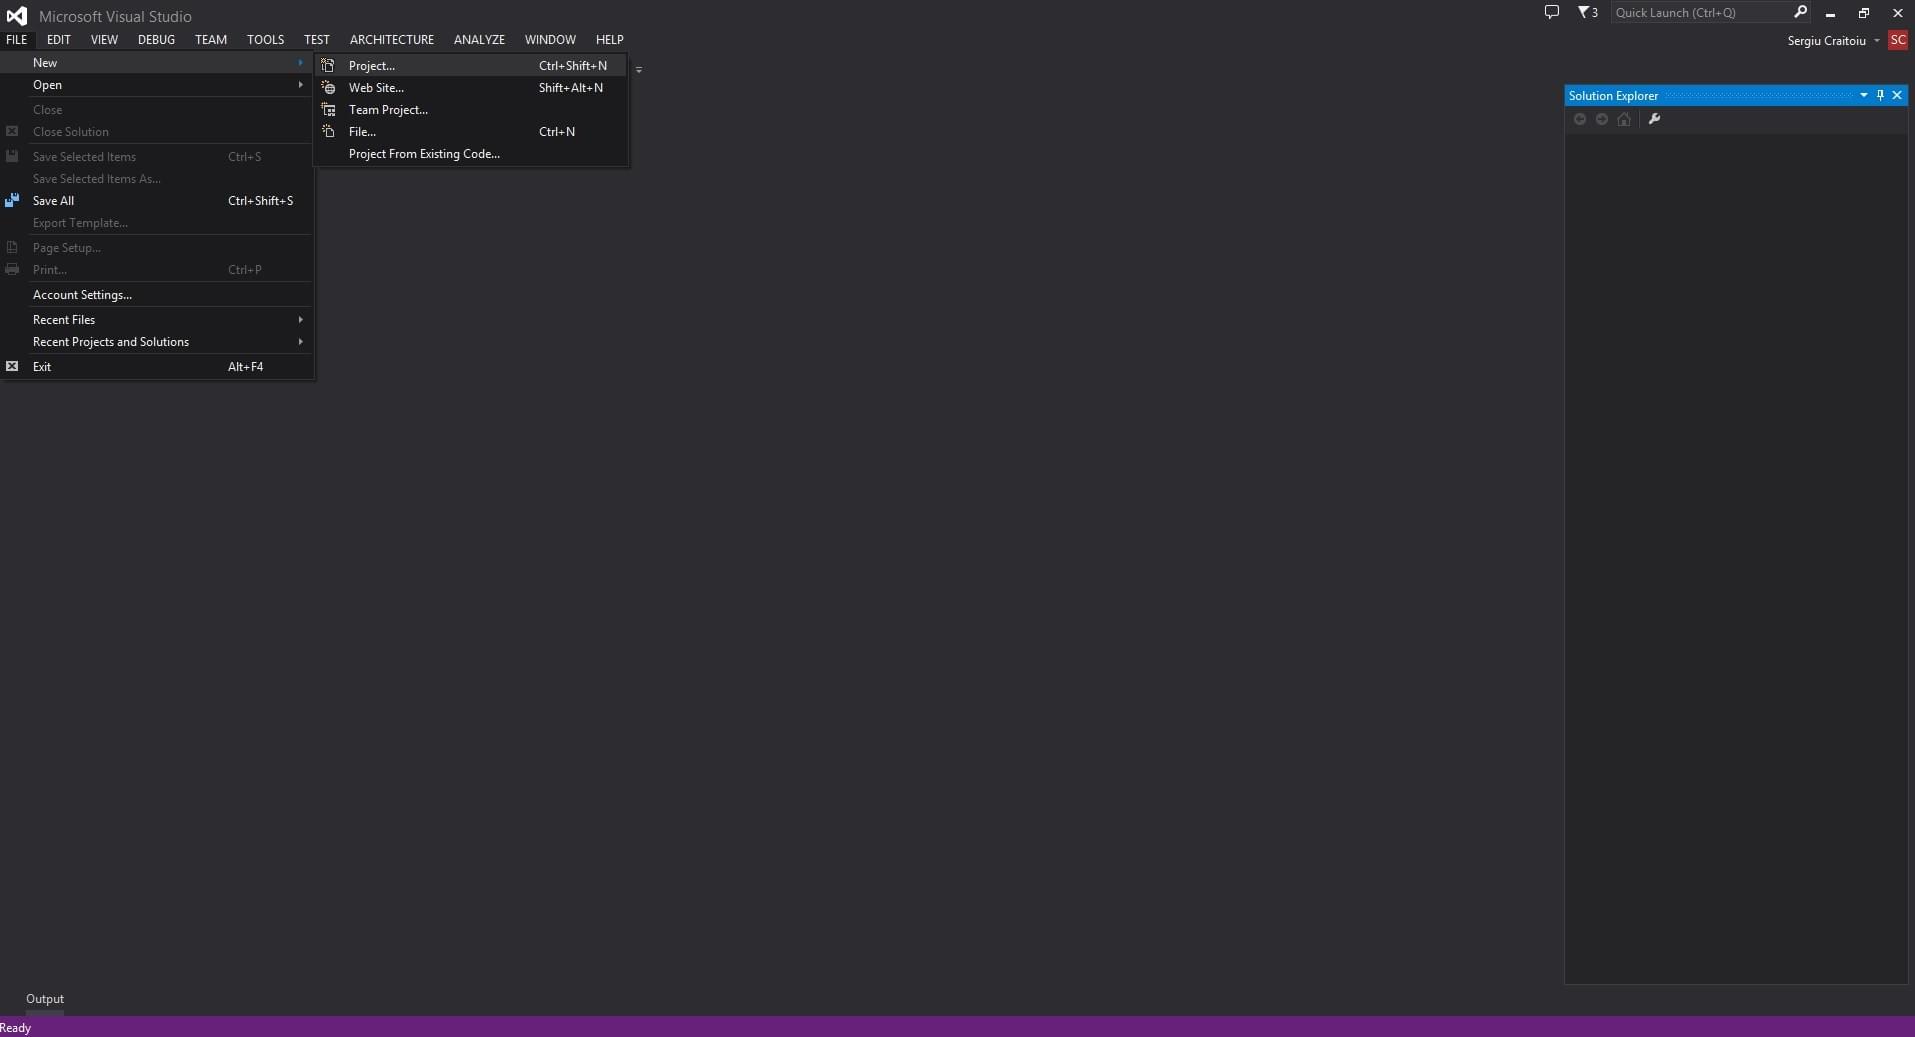 Microsoft Visual Studio
3 Quick Launch (Ctrl+Q)
FILE EDIT VIEW DEBUG TEAM TOOLS TEST ARCHITECTURE ANALYZE WINDOW HELP
Sergiu Craitoiu SC
New
Open
Close
Close Solution
Save Selected Items Ctrl+S
Save Selected Items As...
Save All Ctrl+Shift+S
Export Template...
Page Setup...
Print... Ctrl+P
Account Settings...
Recent Files
Recent Projects and Solutions
Exit Alt+F4
Project... Ctrl+Shift+N
Web Site... Shift+Alt+N
Team Project...
File... Ctrl+N
Project From Existing Code...
Solution Explorer
Output
Ready